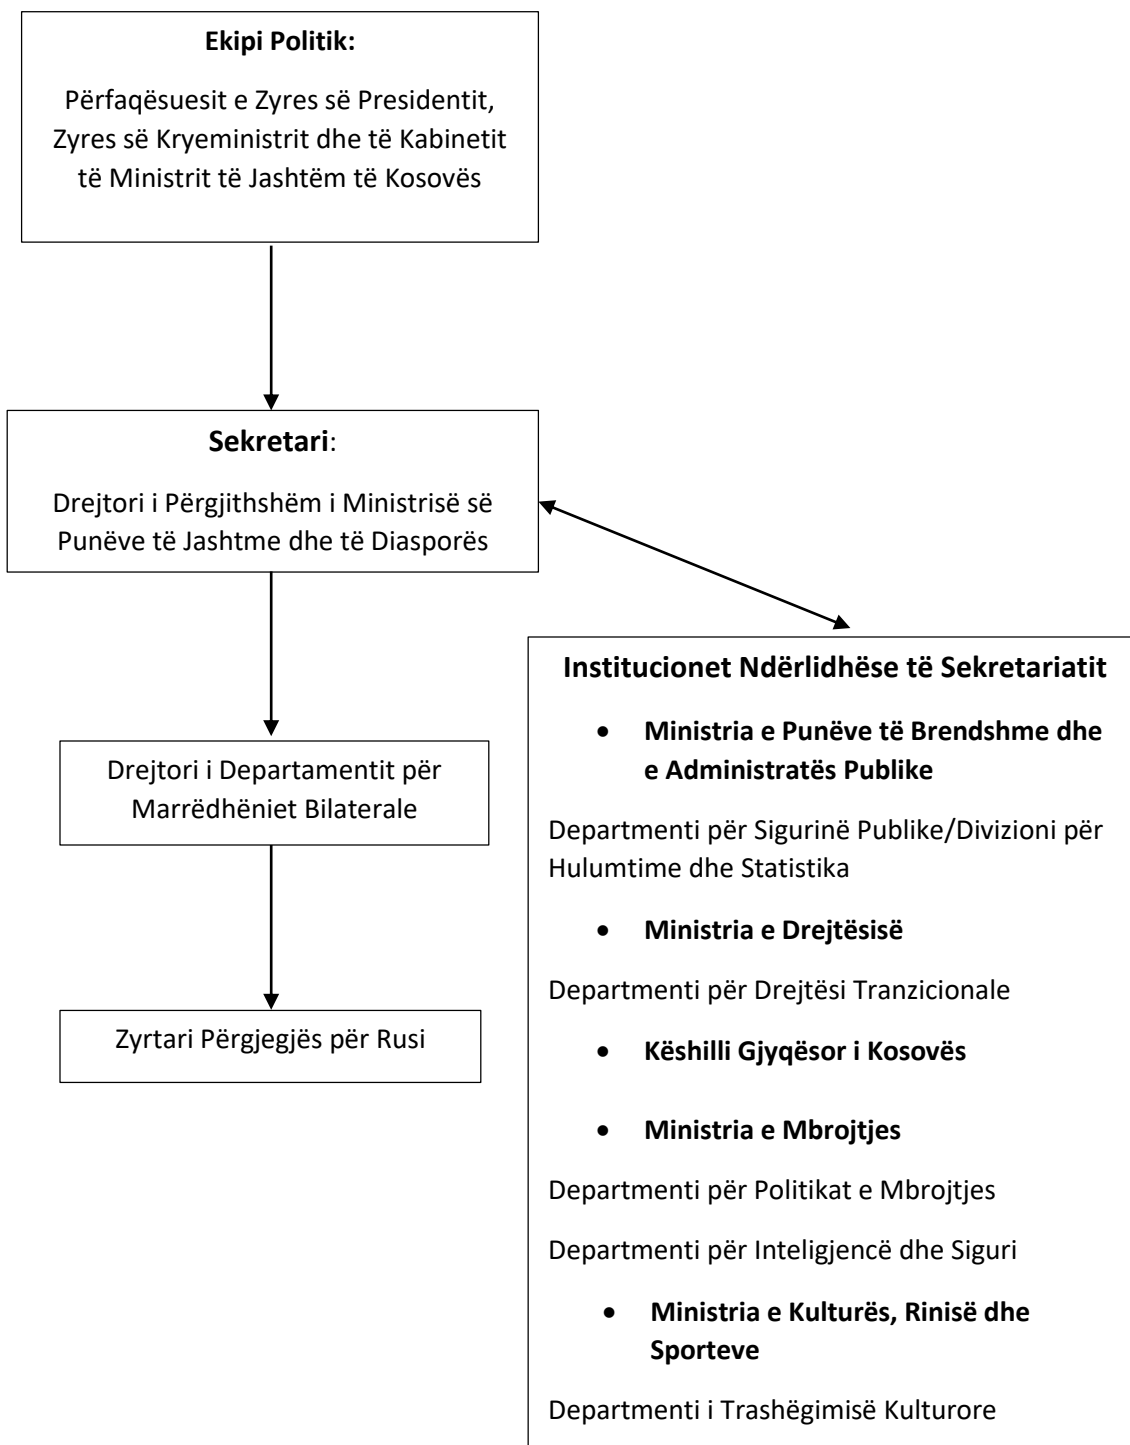 Ekipi Politik:
Përfaqësuesit e Zyres së Presidentit,
Zyres së Kryeministrit dhe të Kabinetit
të Ministrit të Jashtëm të Kosovës
Sekretari:
Drejtori i Përgjithshëm i Ministrisë së
Punëve të Jashtme dhe të Diasporës
Drejtori i Departamentit për
Marrëdhëniet Bilaterale
Zyrtari Përgjegjës për Rusi
Institucionet Ndërlidhëse të Sekretariatit
• Ministria e Punëve të Brendshme dhe
e Administratës Publike
Departmenti për Sigurinë Publike/Divizioni për
Hulumtime dhe Statistika
• Ministria e Drejtësisë
Departmenti për Drejtësi Tranzicionale
• Këshilli Gjyqësor i Kosovës
• Ministria e Mbrojtjes
Departmenti për Politikat e Mbrojtjes
Departmenti për Inteligjencë dhe Siguri
• Ministria e Kulturës, Rinisë dhe
Sporteve
Departmenti i Trashëgimisë Kulturore